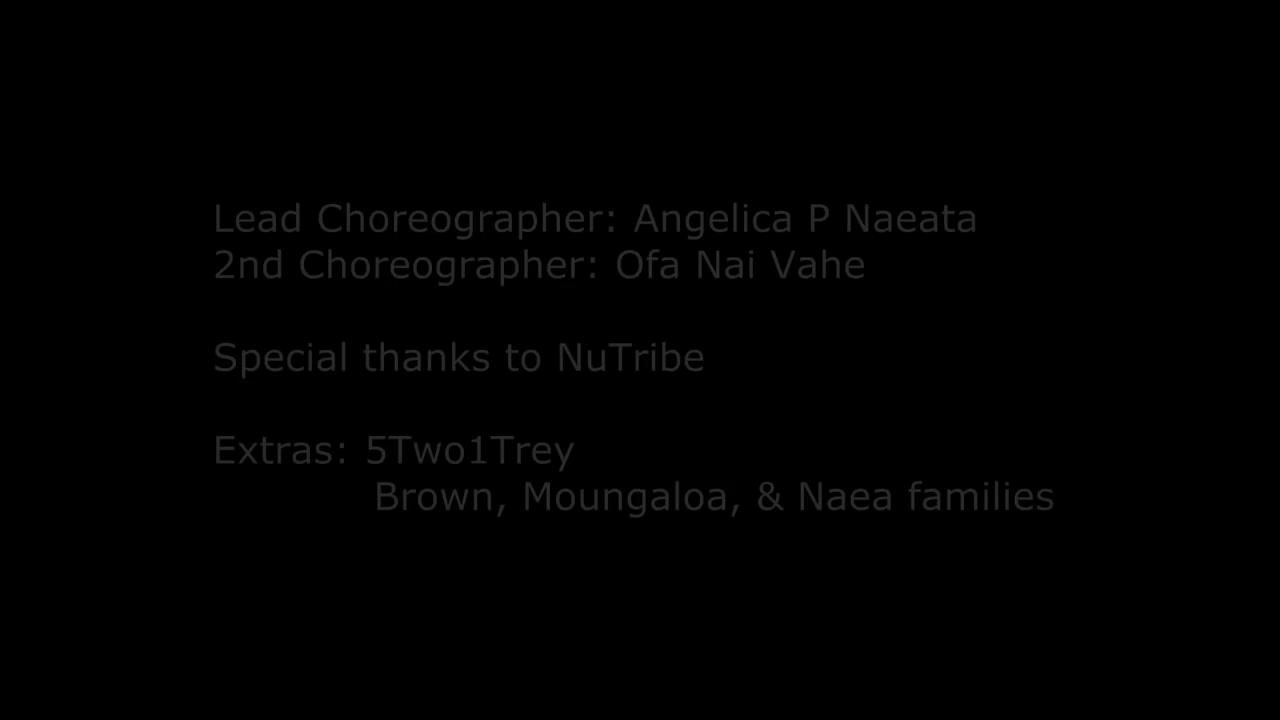 Lead Choreographer: Angelica P Naeata
2nd Choreographer: Ofa Nai Vahe
Special thanks to NuTribe
Extras: 5Two1Trey
Brown, Moungaloa, & Naea families